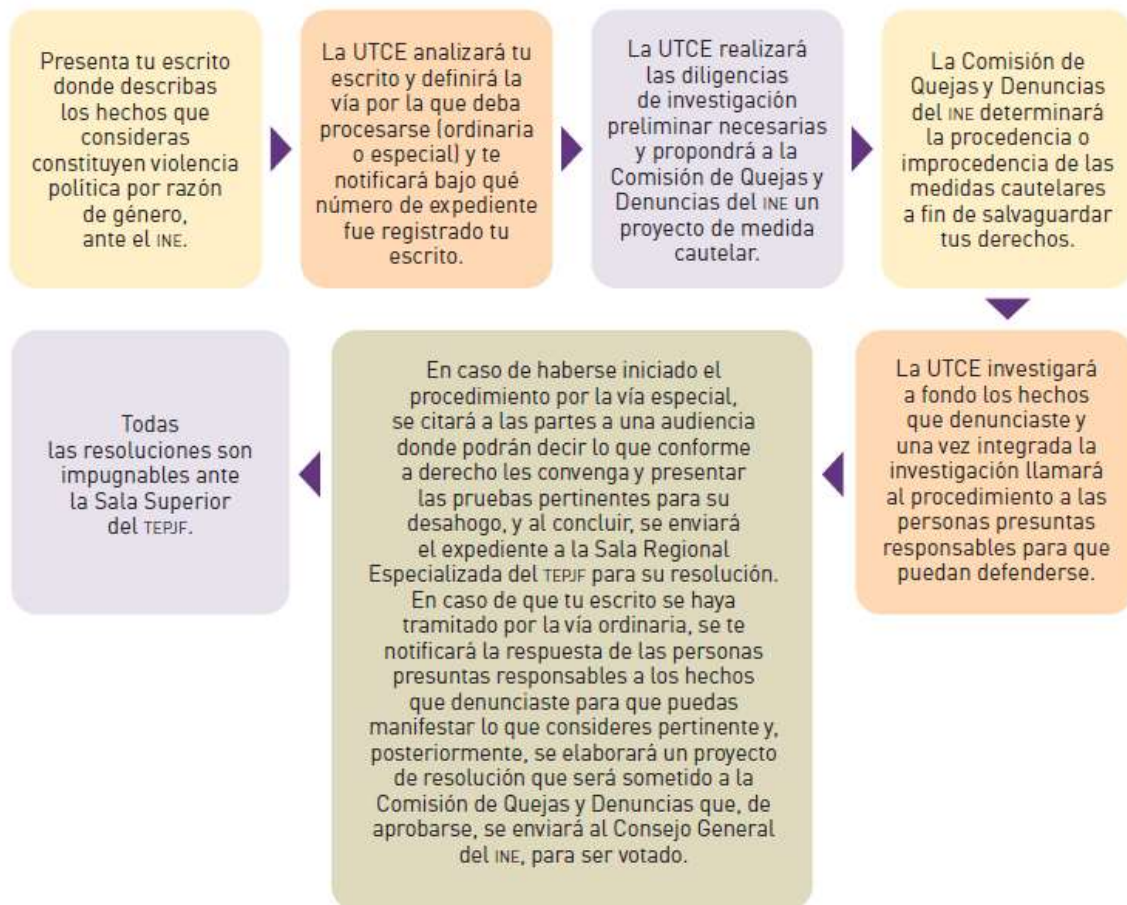 Presenta tu escrito
donde describas
los hechos que
consideras
constituyen violencia
política por razón
de género,
ante el INE.
La UTCE analizará tu
escrito y definirá la
vía por la que deba
procesarse (ordinaria
o especial) y te
notificará bajo qué
número de expediente
fue registrado tu
escrito.
La UTCE realizará
las diligencias
de investigación
preliminar necesarias
y propondrá a la
Comisión de Quejas y
Denuncias del INE un
proyecto de medida
cautelar.
La Comisión de
Quejas y Denuncias
del INE determinará
la procedencia o
improcedencia de las
medidas cautelares
a fin de salvaguardar
tus derechos.
La UTCE investigará
a fondo los hechos
que denunciaste y
una vez integrada la
investigación llamará
al procedimiento a las
personas presuntas
responsables para que
puedan defenderse.
En caso de haberse iniciado el
procedimiento por la vía especial,
se citará a las partes a una audiencia
donde podrán decir lo que conforme
a derecho les convenga y presentar
las pruebas pertinentes para su
desahogo, y al concluir, se enviará
el expediente a la Sala Regional
Especializada del TEPJF para su resolución.
En caso de que tu escrito se haya
tramitado por la vía ordinaria, se te
notificará la respuesta de las personas
presuntas responsables a los hechos
que denunciaste para que puedas
manifestar lo que consideres pertinente y,
posteriormente, se elaborará un proyecto
de resolución que será sometido a la
Comisión de Quejas y Denuncias que, de
aprobarse, se enviará al Consejo General
del INE, para ser votado.
Todas
las resoluciones son
impugnables ante
la Sala Superior
del TEPJF.